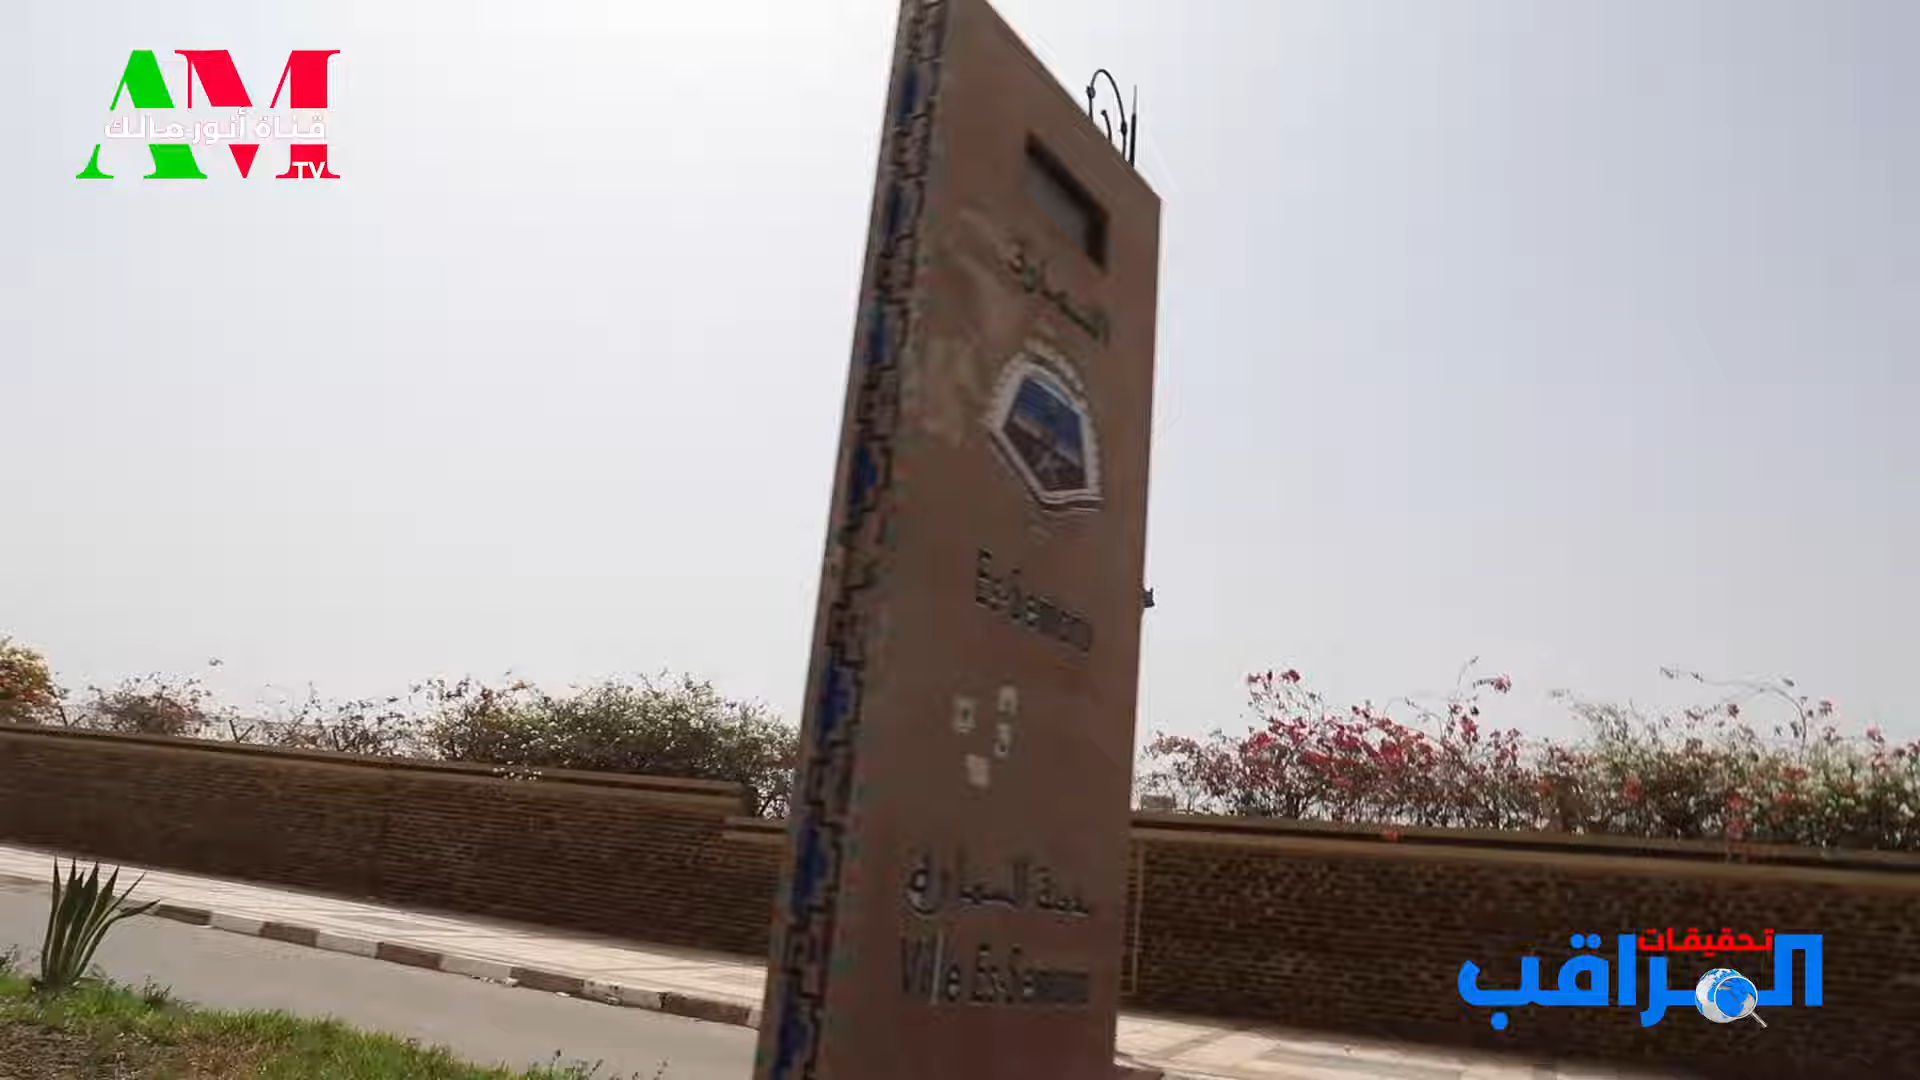 AM
قناة أنور مالك
TV
السمارة
Es-Semara
مدينة السمارة
Ville Es-Semara
تحقيقات
المراقب